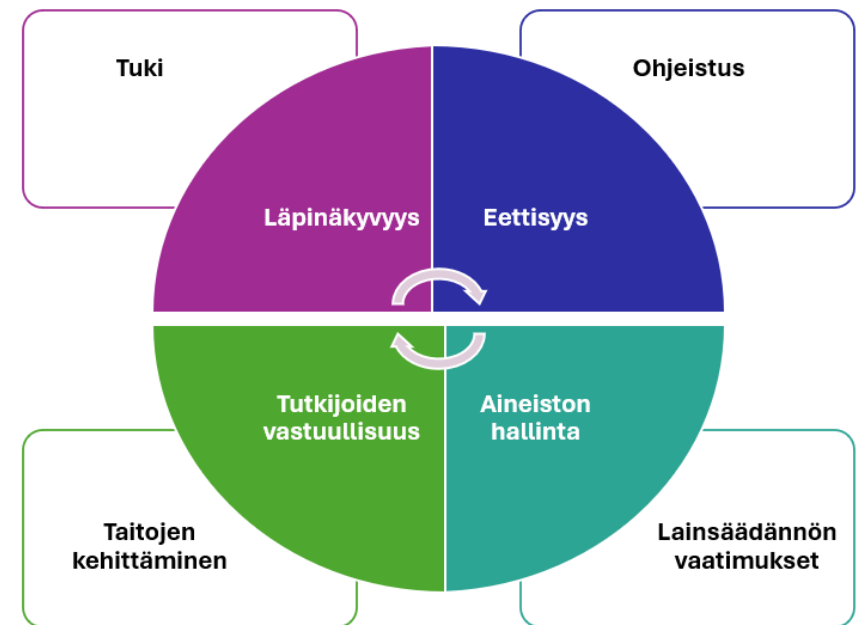 Tuki
Ohjeistus
Läpinäkyvyys
Eettisyys
Tutkijoiden
vastuullisuus
Aineiston
hallinta
Taitojen
kehittäminen
Lainsäädännön
vaatimukset